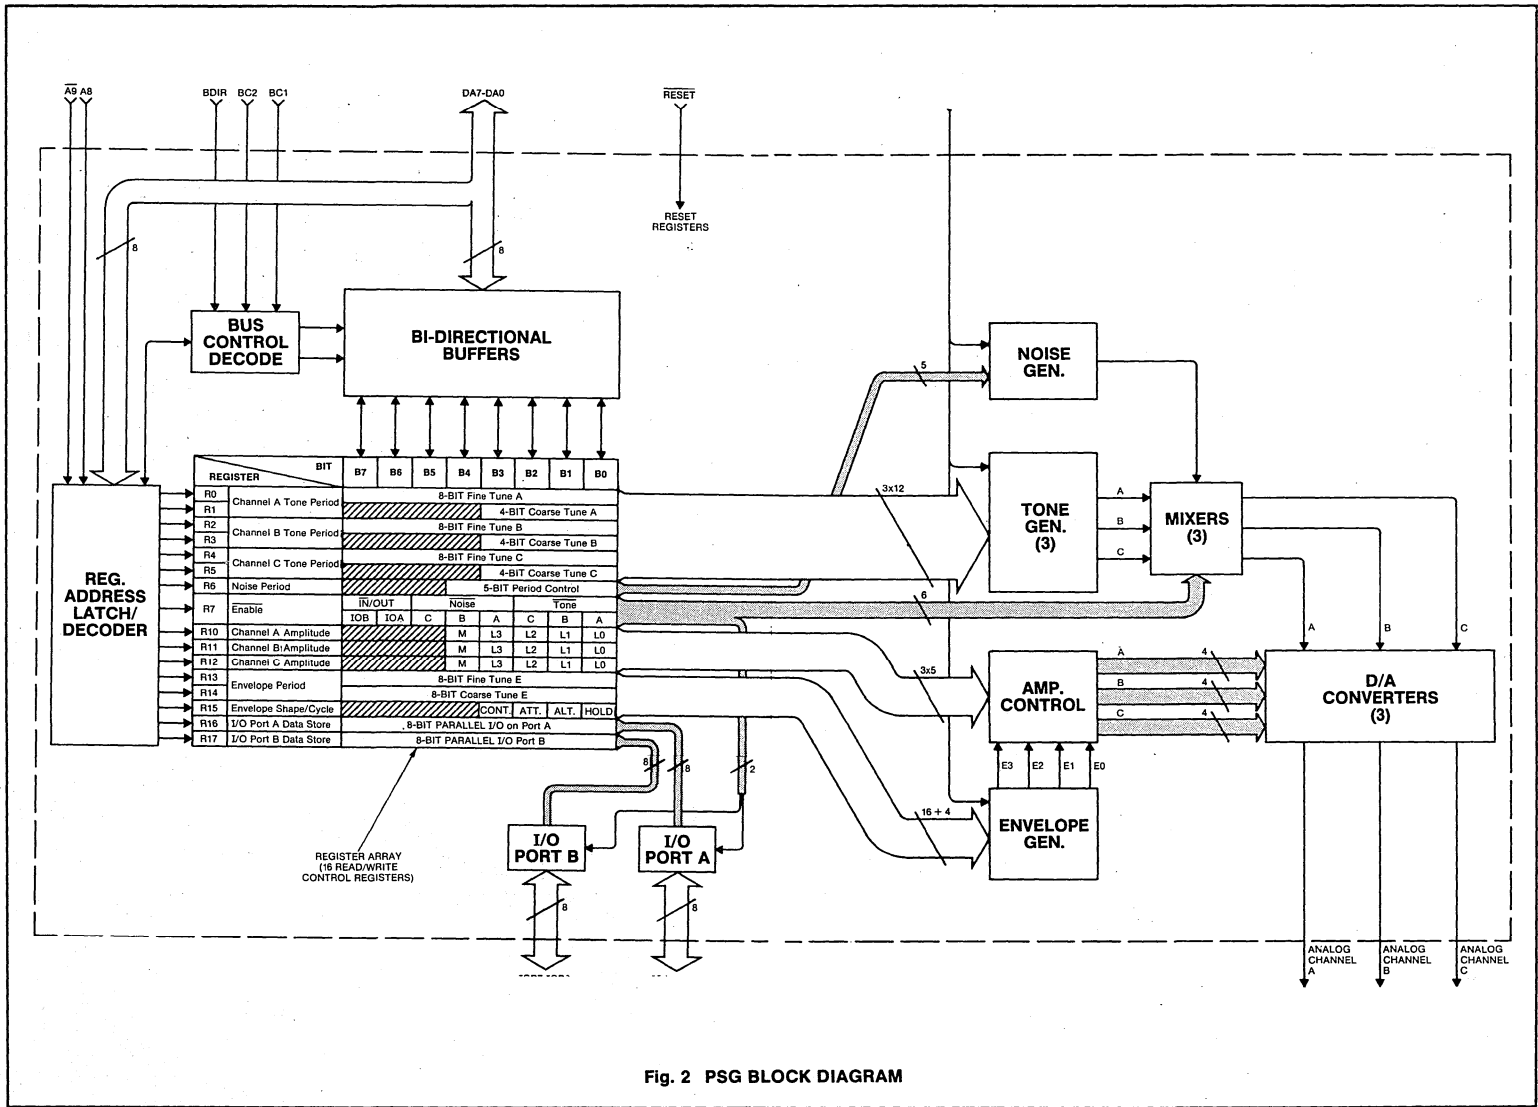 A9 A8
BDIR BC2 BC1
DA7-DA0
RESET
8
8
RESET
REGISTERS
BUS
CONTROL
DECODE
BI-DIRECTIONAL
BUFFERS
NOISE
GEN.
5
REGISTER BIT B7 B6 B5 B4 B3 B2 B1 B0
R0 Channel A Tone Period 8-BIT Fine Tune A
R1 4-BIT Coarse Tune A
R2 Channel B Tone Period 8-BIT Fine Tune B
R3 4-BIT Coarse Tune B
R4 Channel C Tone Period 8-BIT Fine Tune C
R5 4-BIT Coarse Tune C
R6 Noise Period 5-BIT Period Control
R7 Enable IN/OUT Noise Tone
IOB IOA C B A C B A
R10 Channel A Amplitude M L3 L2 L1 L0
R11 Channel B Amplitude M L3 L2 L1 L0
R12 Channel C Amplitude M L3 L2 L1 L0
R13 Envelope Period 8-BIT Fine Tune E
R14 8-BIT Coarse Tune E
R15 Envelope Shape/Cycle CONT. ATT. ALT. HOLD
R16 I/O Port A Data Store 8-BIT PARALLEL I/O on Port A
R17 I/O Port B Data Store 8-BIT PARALLEL I/O Port B
REG.
ADDRESS
LATCH/
DECODER
3x12
TONE
GEN.
(3)
A
B
C
MIXERS
(3)
6
A B C
3x5
AMP.
CONTROL
A 4
B 4
C 4
D/A
CONVERTERS
(3)
E3 E2 E1 E0
16 + 4
ENVELOPE
GEN.
8 8 2
I/O
PORT B
I/O
PORT A
8
8
REGISTER ARRAY
(16 READ/WRITE
CONTROL REGISTERS)
ANALOG
CHANNEL
A
ANALOG
CHANNEL
B
ANALOG
CHANNEL
C
Fig. 2 PSG BLOCK DIAGRAM